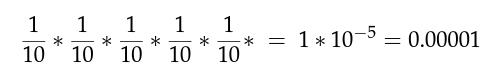 1/10 * 1/10 * 1/10 * 1/10 * 1/10 * = 1 * 10^−5 = 0.00001